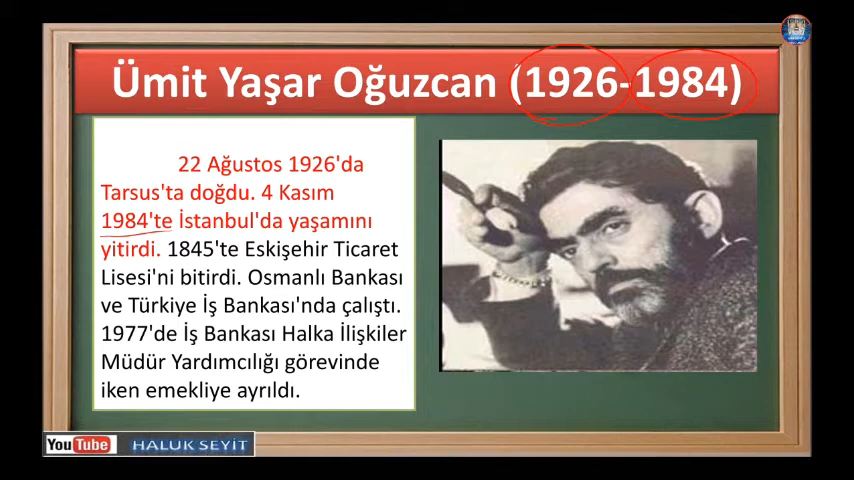 Ümit Yaşar Oğuzcan (1926-1984)
22 Ağustos 1926'da
Tarsus'ta doğdu. 4 Kasım
1984'te İstanbul'da yaşamını
yitirdi. 1845'te Eskişehir Ticaret
Lisesi'ni bitirdi. Osmanlı Bankası
ve Türkiye İş Bankası'nda çalıştı.
1977'de İş Bankası Halka İlişkiler
Müdür Yardımcılığı görevinde
iken emekliye ayrıldı.
YouTube HALUK SEYİT